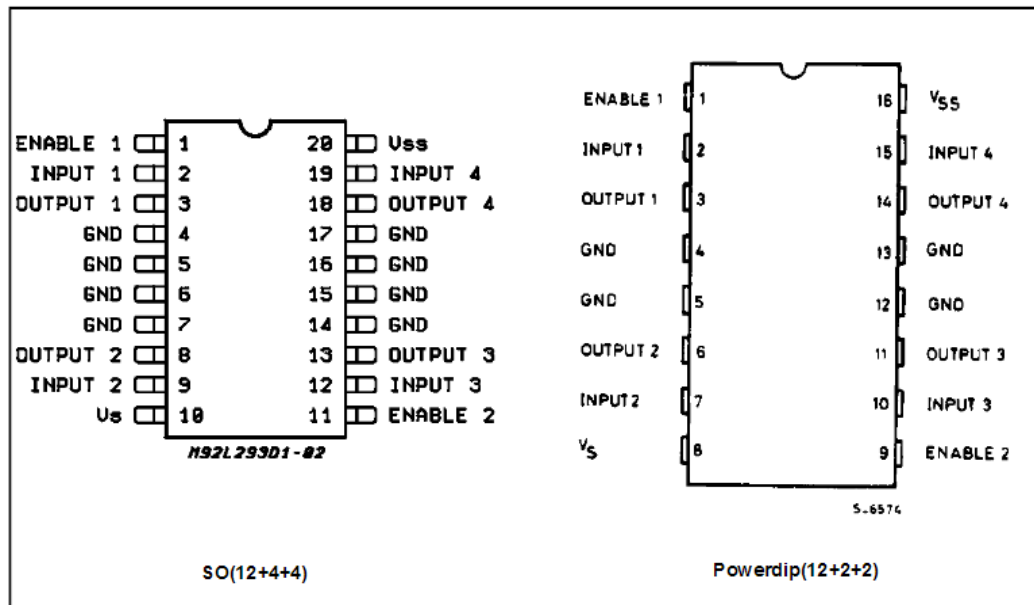 ENABLE 1 1 20 Vss
INPUT 1 2 19 INPUT 4
OUTPUT 1 3 18 OUTPUT 4
GND 4 17 GND
GND 5 16 GND
GND 6 15 GND
GND 7 14 GND
OUTPUT 2 8 13 OUTPUT 3
INPUT 2 9 12 INPUT 3
Vs 10 11 ENABLE 2
M92L293D1-02
SO(12+4+4)
ENABLE 1 1 16 VSS
INPUT 1 2 15 INPUT 4
OUTPUT 1 3 14 OUTPUT 4
GND 4 13 GND
GND 5 12 GND
OUTPUT 2 6 11 OUTPUT 3
INPUT 2 7 10 INPUT 3
VS 8 9 ENABLE 2
S-6574
Powerdip(12+2+2)